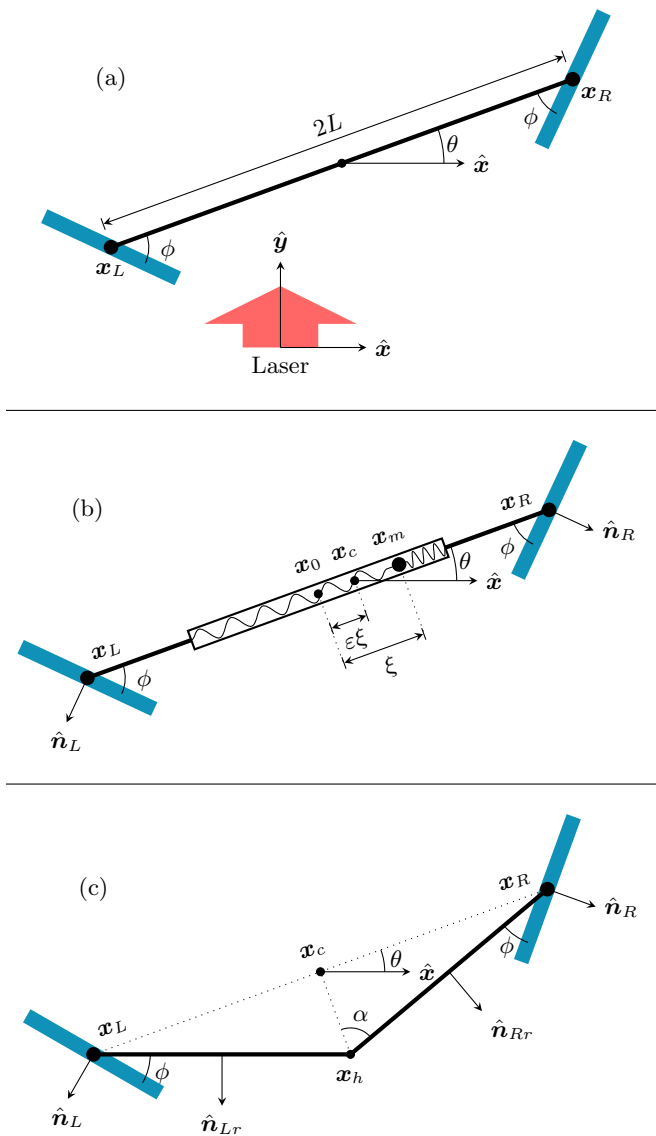 (a)
2L
x_R
ϕ
θ
x̂
ϕ
x_L
ŷ
x̂
Laser
(b)
x_R
x_0 x_c x_m
n̂_R
ϕ
θ
x̂
εξ
x_L
ξ
ϕ
n̂_L
(c)
x_R
n̂_R
x_c
ϕ
θ
x̂
x_L
α
n̂_Rr
ϕ
x_h
n̂_L
n̂_Lr